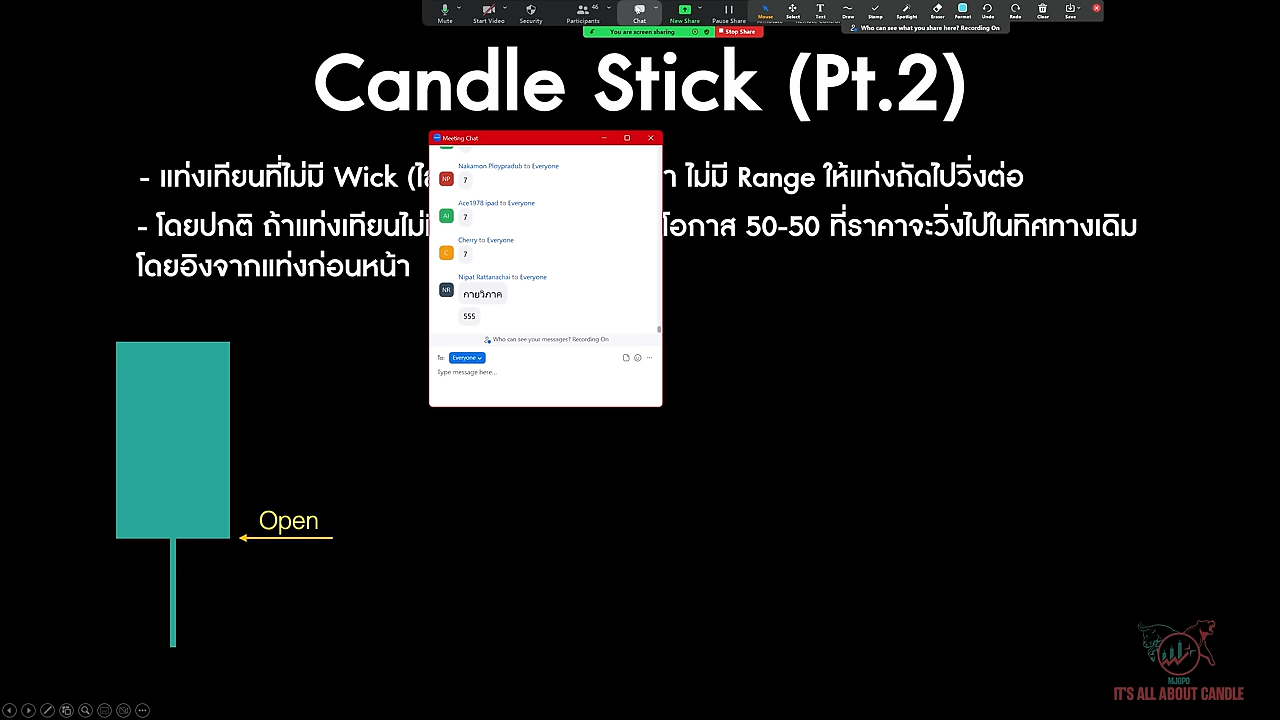 Mute
Start Video
Security
Participants
46
Chat
New Share
Pause Share
Mouse
Select
Text
Draw
Stamp
Spotlight
Eraser
Format
Undo
Redo
Clear
Save
You are screen sharing
Stop Share
Who can see what you share here? Recording On
Candle Stick (Pt.2)
Meeting Chat
- แท่งเทียนที่ไม่มี Wick ( ไม่มี Range ให้แท่งถัดไปวิ่งต่อ
- โดยปกติ ถ้าแท่งเทียน โอกาส 50-50 ที่ราคาจะวิ่งไปในทิศทางเดิม
โดยอิงจากแท่งก่อนหน้า
Nakamon Ploypradub to Everyone
NP
7
Ace1978 ipad to Everyone
AI
7
Cherry to Everyone
C
7
Nipat Rattanachai to Everyone
NR
กายวิภาค
555
Who can see your messages? Recording On
To:
Everyone
Type message here...
Open
MJOPO
IT'S ALL ABOUT CANDLE